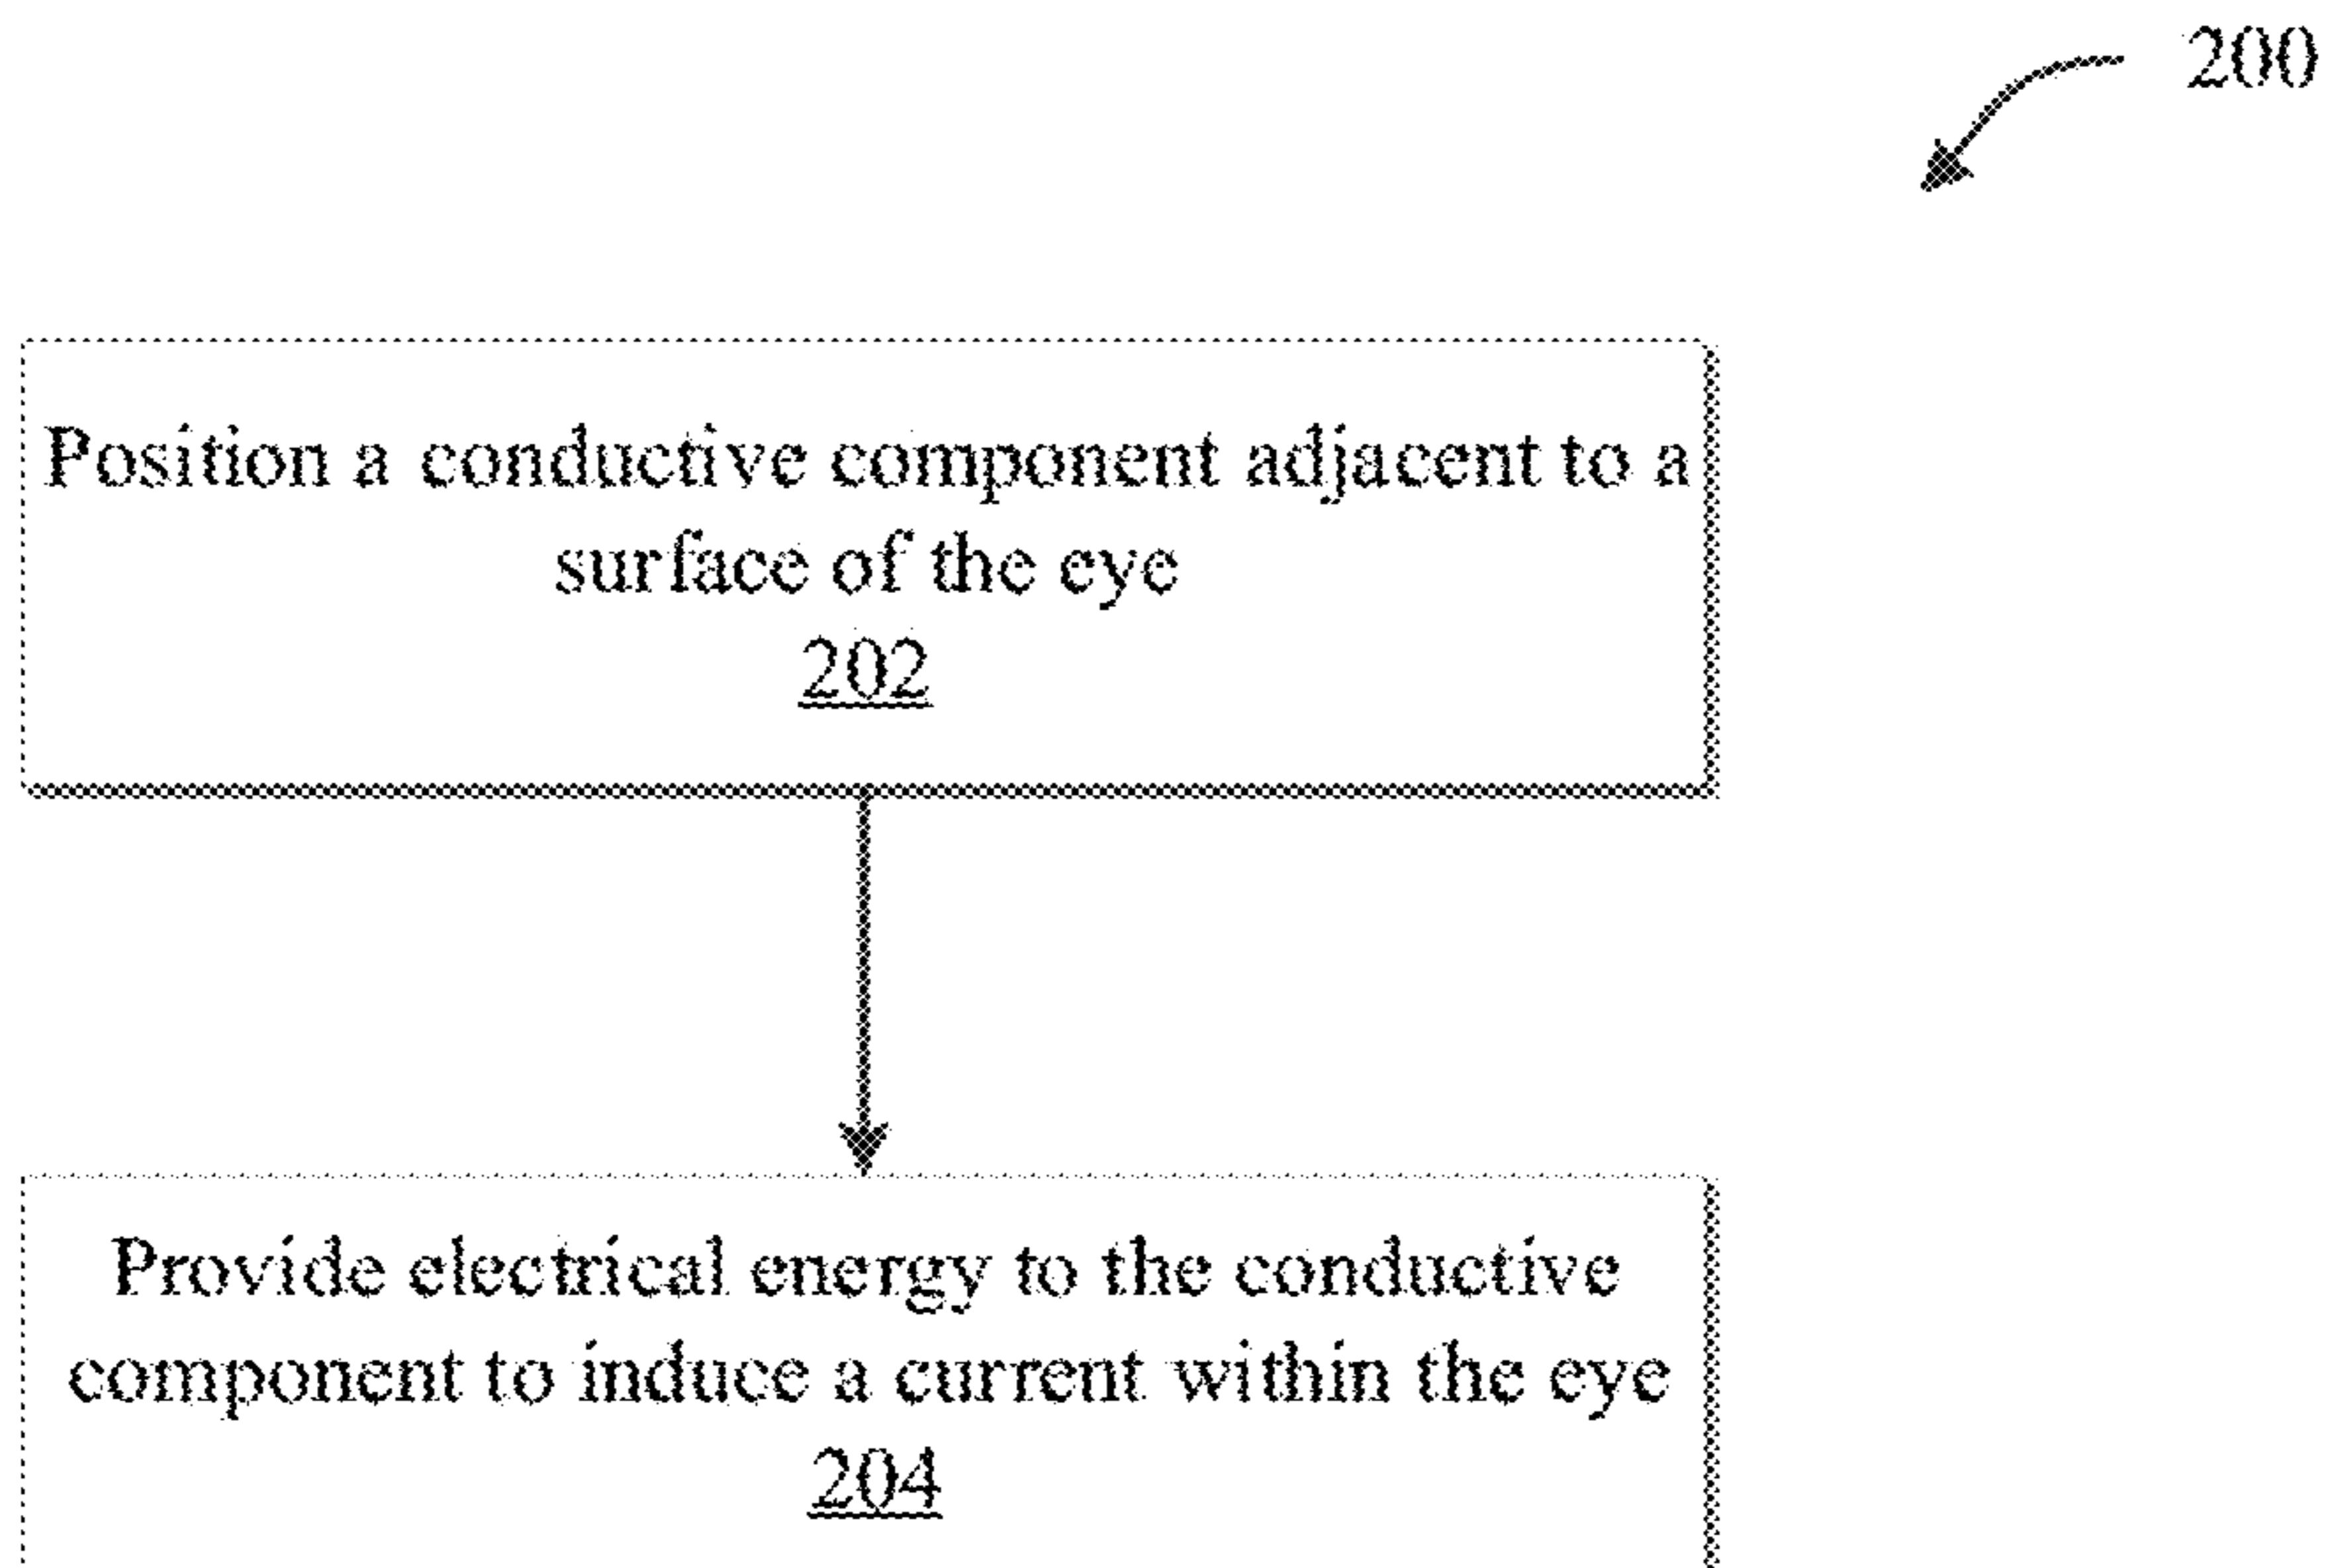 200
Position a conductive component adjacent to a
surface of the eye
202
Provide electrical energy to the conductive
component to induce a current within the eye
204